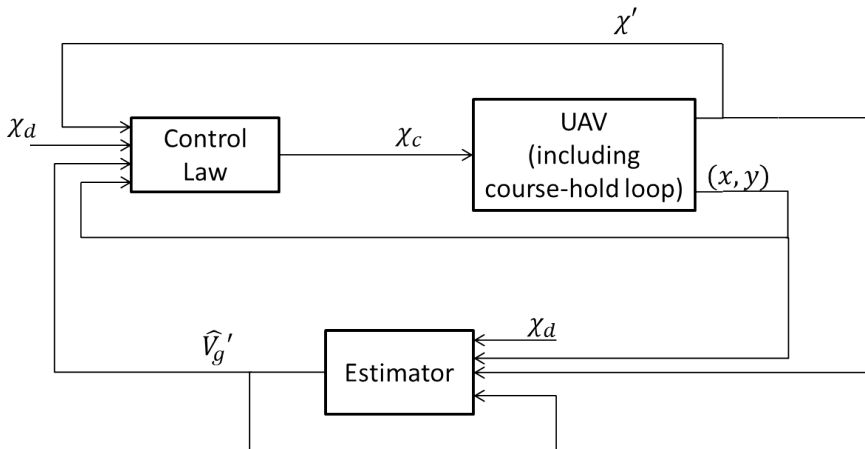 χ′
χd
Control
Law
χc
UAV
(including
course-hold loop)
(x, y)
χd
V̂g′
Estimator